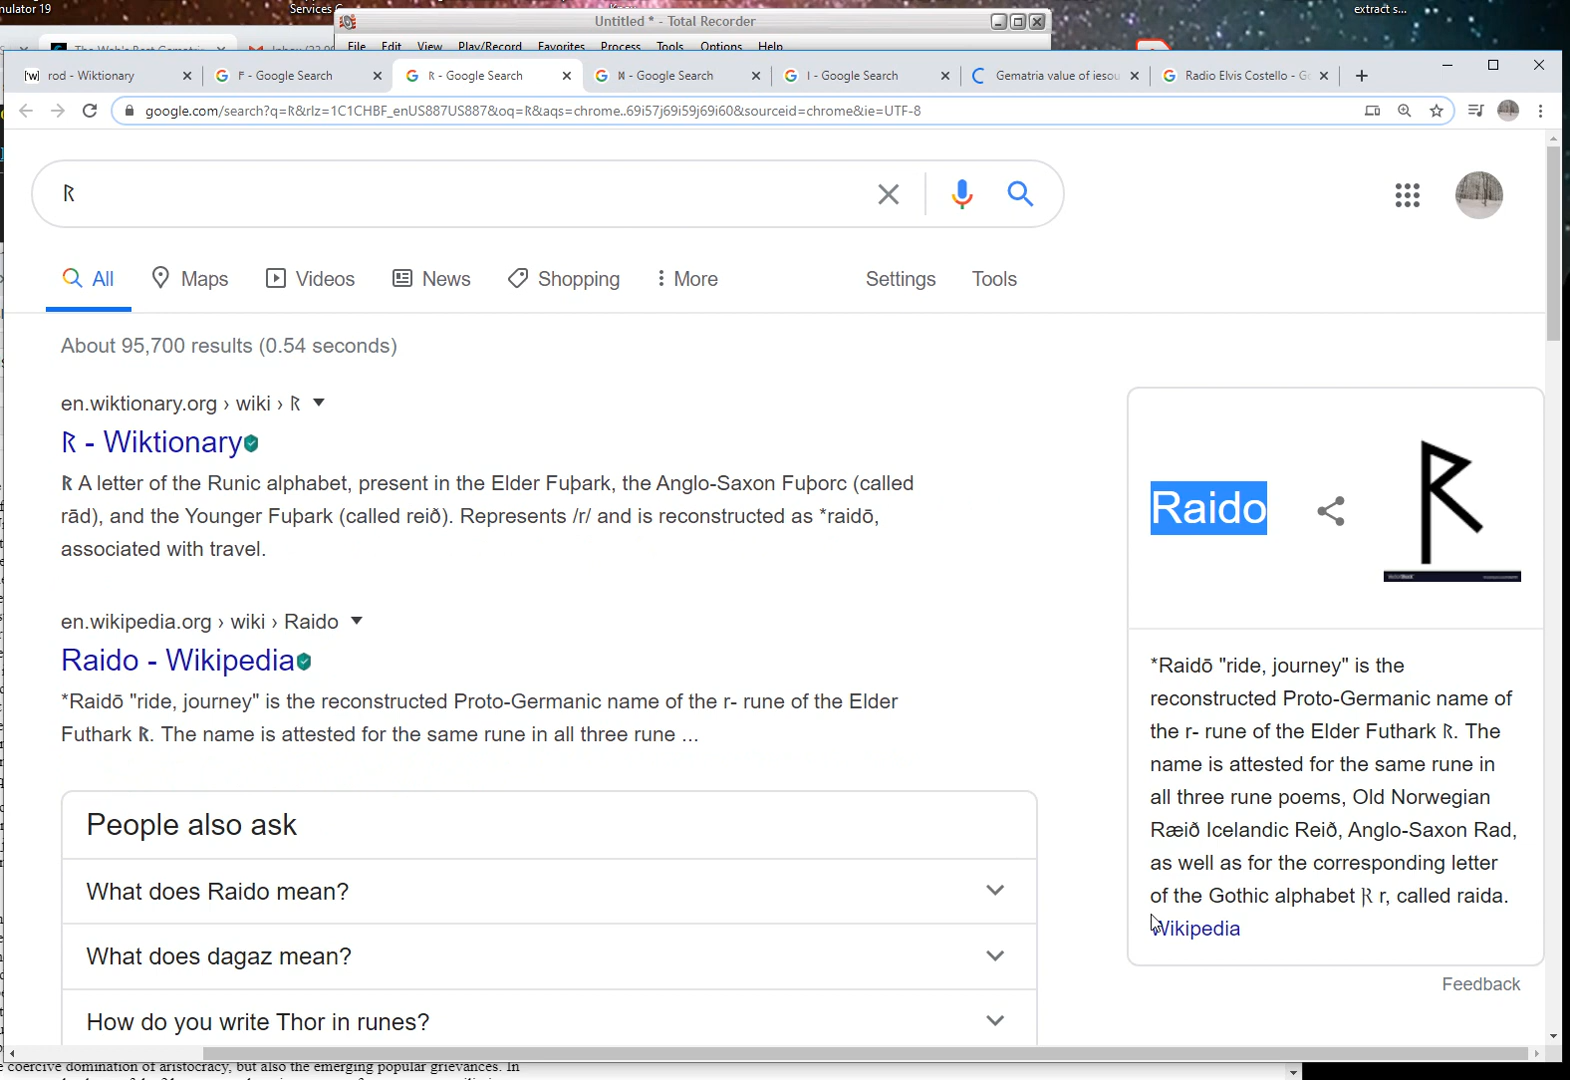 nulator 19
Services
extract s...
Untitled * - Total Recorder
File Edit View Play/Record Favorites Process Tools Options Help
rod - Wiktionary
ᚠ - Google Search
ᚱ - Google Search
- Google Search
ᛁ - Google Search
Gematria value of iesou
Radio Elvis Costello - Go
google.com/search?q=ᚱ&rlz=1C1CHBF_enUS887US887&oq=ᚱ&aqs=chrome..69i57j69i59j69i60&sourceid=chrome&ie=UTF-8
ᚱ
All Maps Videos News Shopping More Settings Tools
About 95,700 results (0.54 seconds)
en.wiktionary.org › wiki › ᚱ
ᚱ - Wiktionary
ᚱ A letter of the Runic alphabet, present in the Elder Fuþark, the Anglo-Saxon Fuþorc (called
rād), and the Younger Fuþark (called reið). Represents /r/ and is reconstructed as *raidō,
associated with travel.
en.wikipedia.org › wiki › Raido
Raido - Wikipedia
*Raidō "ride, journey" is the reconstructed Proto-Germanic name of the r- rune of the Elder
Futhark ᚱ. The name is attested for the same rune in all three rune ...
People also ask
What does Raido mean?
What does dagaz mean?
How do you write Thor in runes?
Raido
ᚱ
*Raidō "ride, journey" is the
reconstructed Proto-Germanic name of
the r- rune of the Elder Futhark ᚱ. The
name is attested for the same rune in
all three rune poems, Old Norwegian
Ræið Icelandic Reið, Anglo-Saxon Rad,
as well as for the corresponding letter
of the Gothic alphabet 𐍂 r, called raida.
Wikipedia
Feedback
coercive domination of aristocracy, but also the emerging popular grievances. In